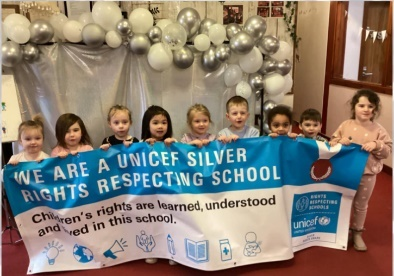 WE ARE A UNICEF SILVER
RIGHTS RESPECTING SCHOOL
Children's rights are learned, understood
and lived in this school.
RIGHTS
RESPECTING
SCHOOLS
unicef